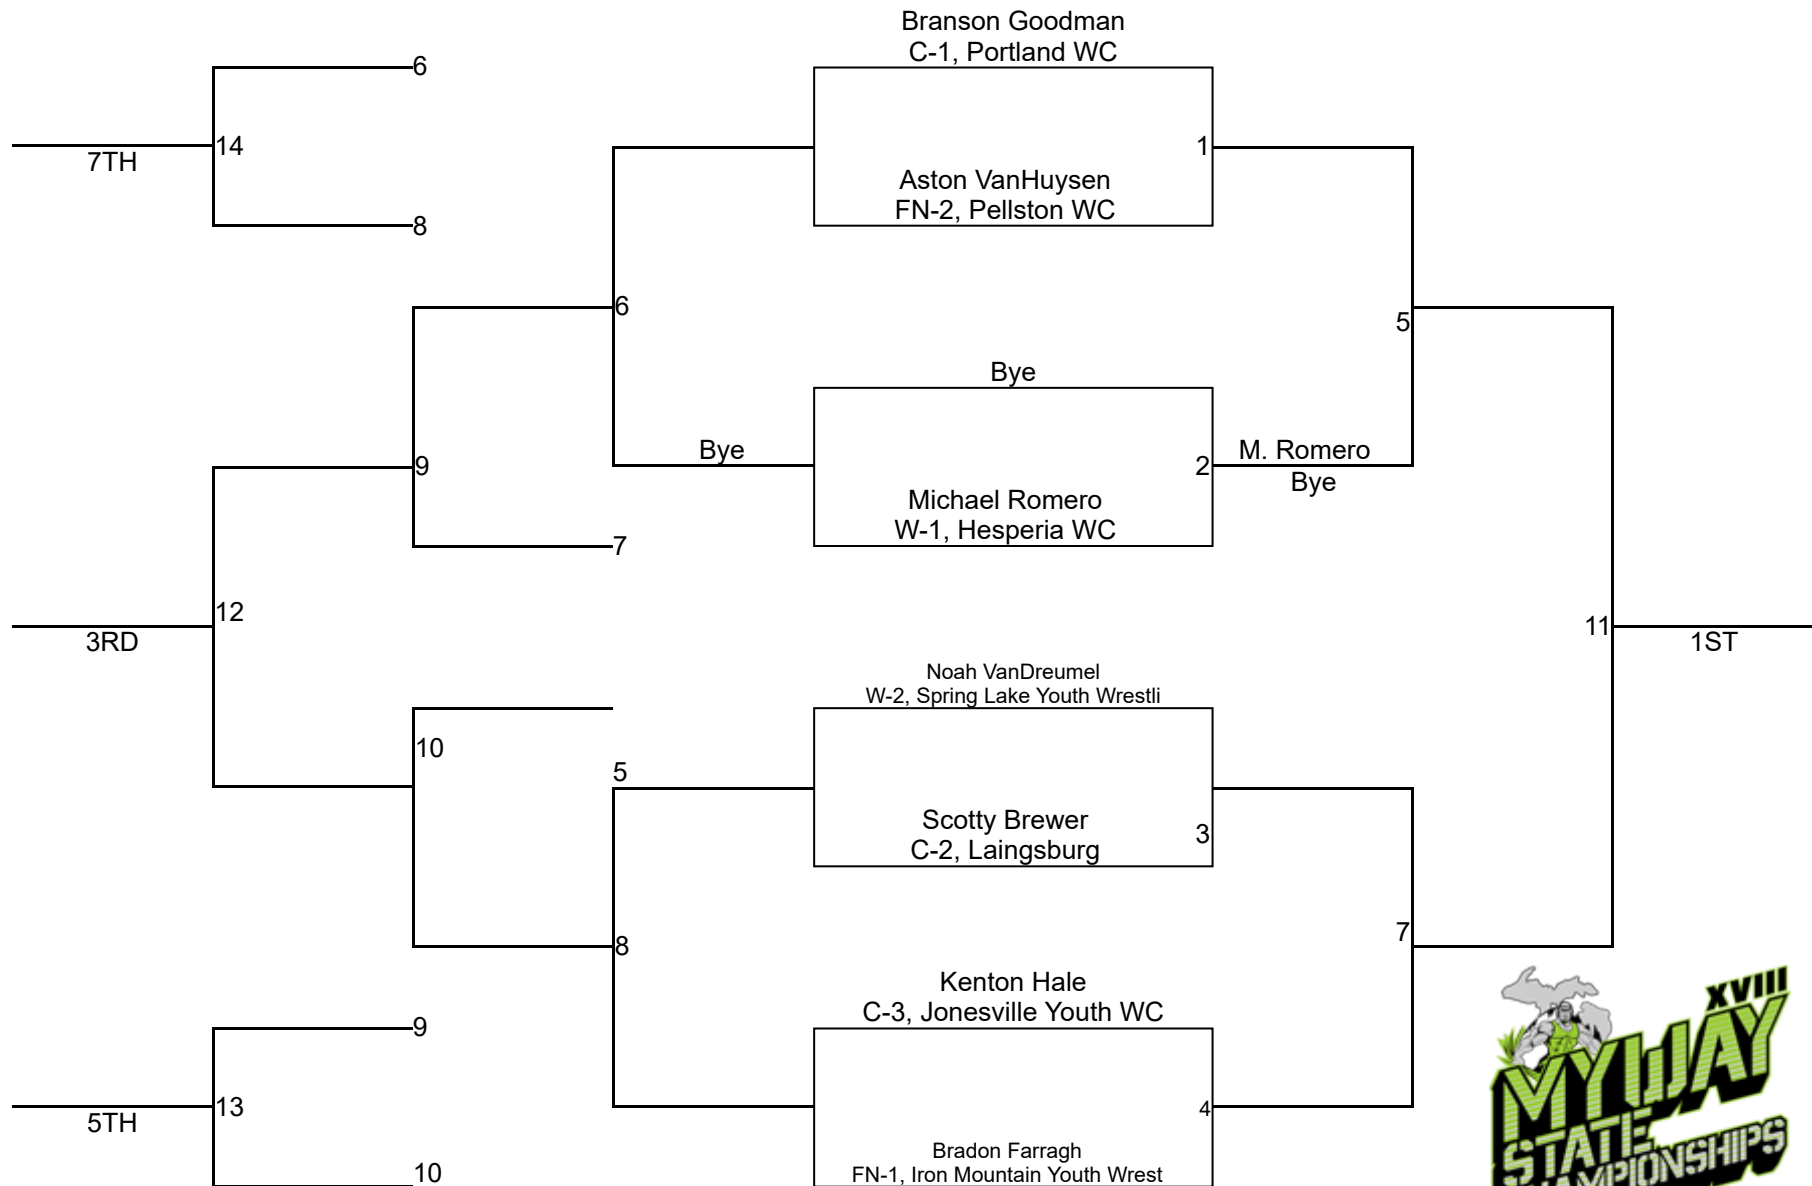 Branson Goodman
C-1, Portland WC
6
14
7TH
1
Aston VanHuysen
FN-2, Pellston WC
8
6
5
Bye
Bye
M. Romero
Bye
9
2
Michael Romero
W-1, Hesperia WC
7
12
3RD
11
1ST
Noah VanDreumel
W-2, Spring Lake Youth Wrestli
10
5
Scotty Brewer
C-2, Laingsburg
3
8
7
Kenton Hale
C-3, Jonesville Youth WC
9
13
5TH
4
Bradon Farragh
FN-1, Iron Mountain Youth Wrest
10
XVIII
MYWAY
STATE
CHAMPIONSHIPS